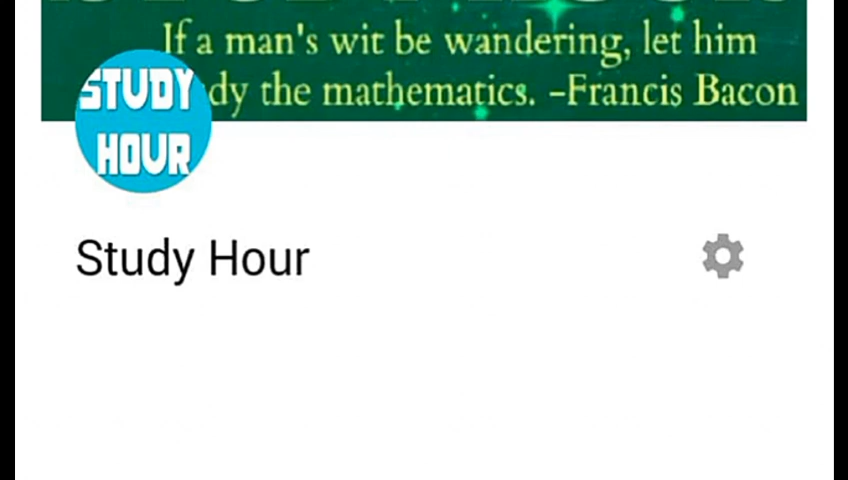 If a man's wit be wandering, let him
dy the mathematics. –Francis Bacon
STUDY
HOUR
Study Hour